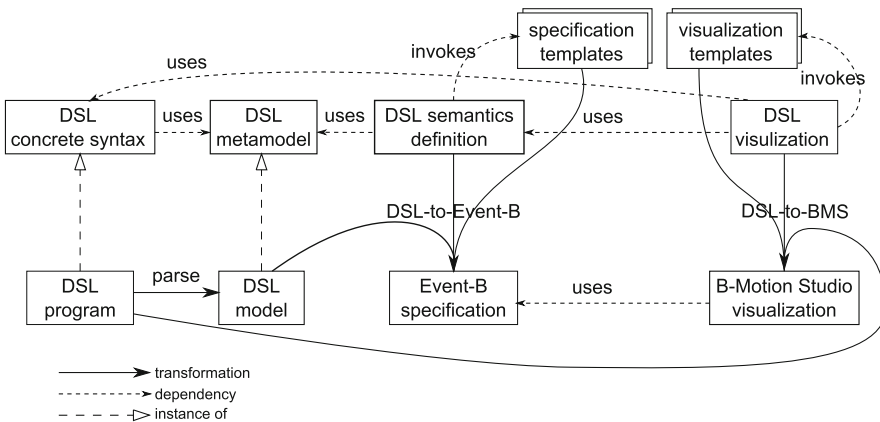 specification
templates
visualization
templates
invokes
invokes
uses
DSL
concrete syntax
uses
DSL
metamodel
uses
DSL semantics
definition
uses
DSL
visulization
DSL-to-Event-B
DSL-to-BMS
DSL
program
parse
DSL
model
Event-B
specification
uses
B-Motion Studio
visualization
transformation
dependency
instance of